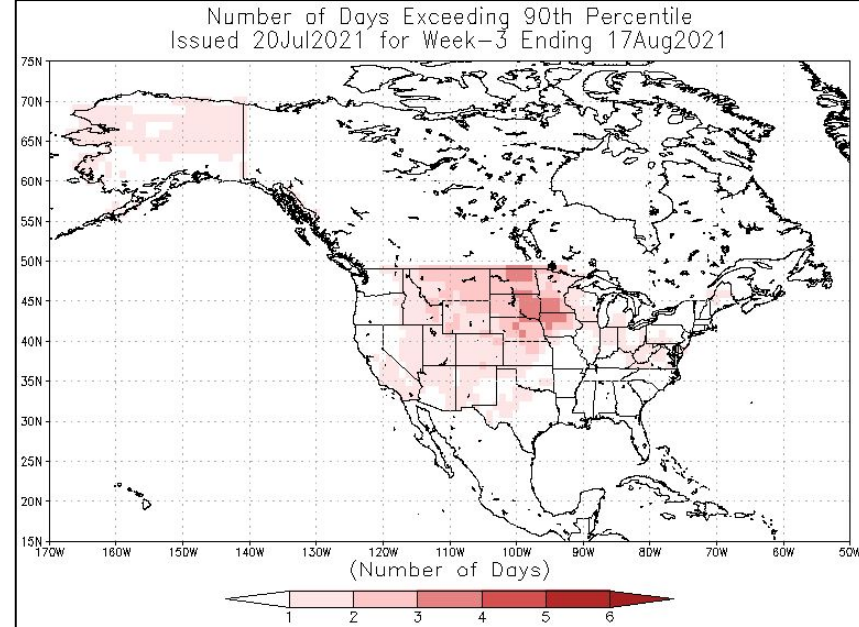 Number of Days Exceeding 90th Percentile
Issued 20Jul2021 for Week-3 Ending 17Aug2021
75N
70N
65N
60N
55N
50N
45N
40N
35N
30N
25N
20N
15N
170W 160W 150W 140W 130W 120W 110W 100W 90W 80W 70W 60W 50W
(Number of Days)
1 2 3 4 5 6